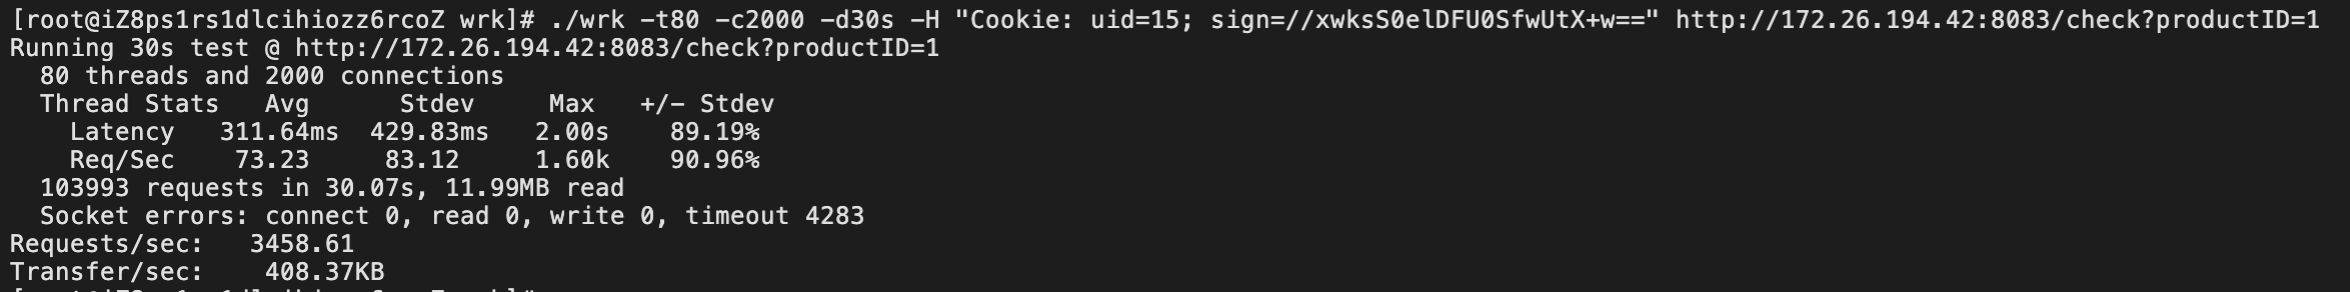 [root@iZ8ps1rs1dlcihiozz6rcoZ wrk]# ./wrk -t80 -c2000 -d30s -H "Cookie: uid=15; sign=//xwksS0elDFU0SfwUtX+w==" http://172.26.194.42:8083/check?productID=1
Running 30s test @ http://172.26.194.42:8083/check?productID=1
  80 threads and 2000 connections
  Thread Stats   Avg      Stdev     Max   +/- Stdev
    Latency   311.64ms  429.83ms   2.00s    89.19%
    Req/Sec    73.23     83.12     1.60k    90.96%
  103993 requests in 30.07s, 11.99MB read
  Socket errors: connect 0, read 0, write 0, timeout 4283
Requests/sec:   3458.61
Transfer/sec:    408.37KB